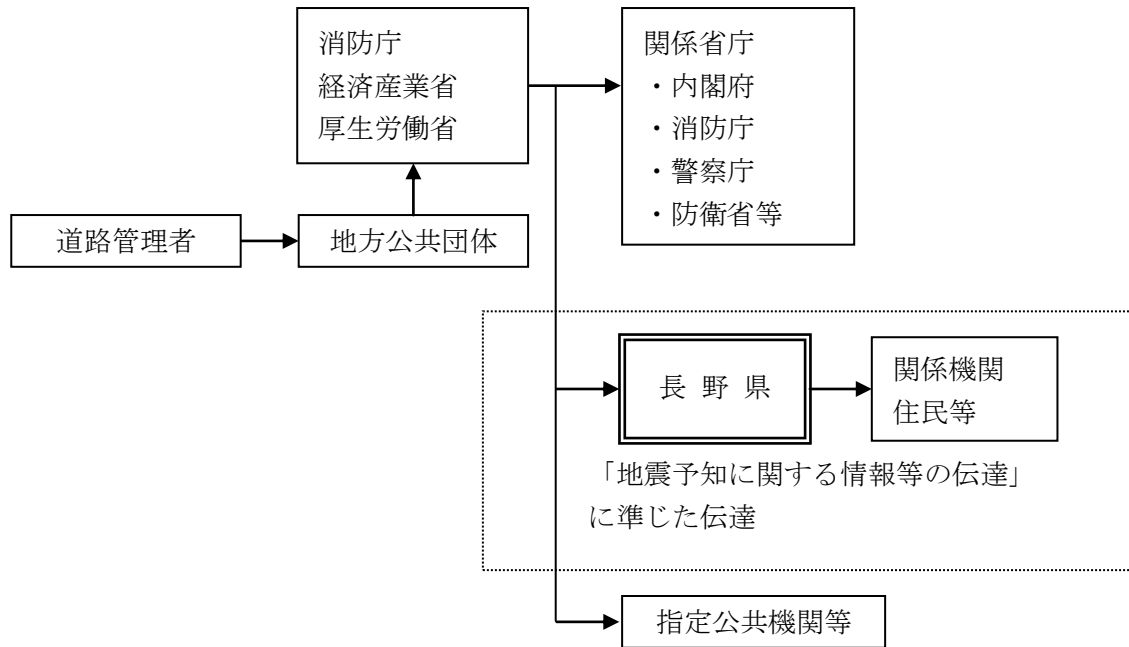 消防庁
経済産業省
厚生労働省
関係省庁
・内閣府
・消防庁
・警察庁
・防衛省等
道路管理者
地方公共団体
長 野 県
関係機関
住民等
「地震予知に関する情報等の伝達」
に準じた伝達
指定公共機関等